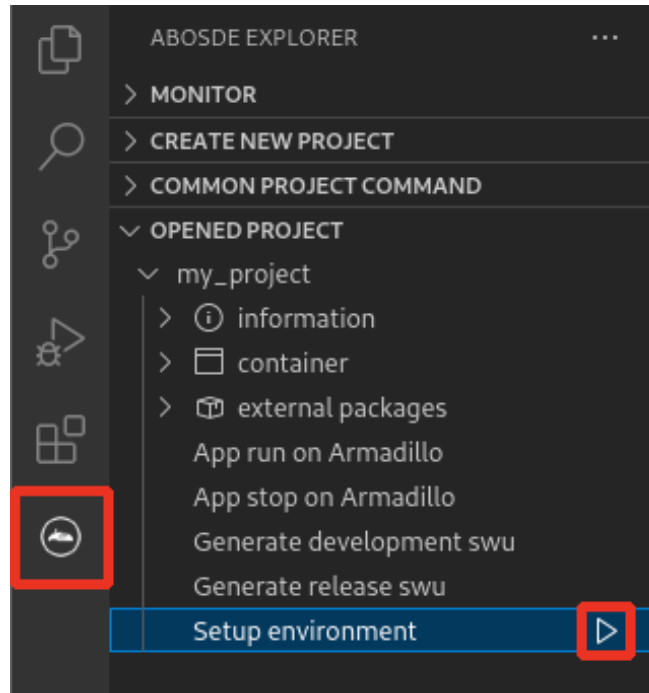 ABOSDE EXPLORER
MONITOR
CREATE NEW PROJECT
COMMON PROJECT COMMAND
OPENED PROJECT
my_project
information
container
external packages
App run on Armadillo
App stop on Armadillo
Generate development swu
Generate release swu
Setup environment